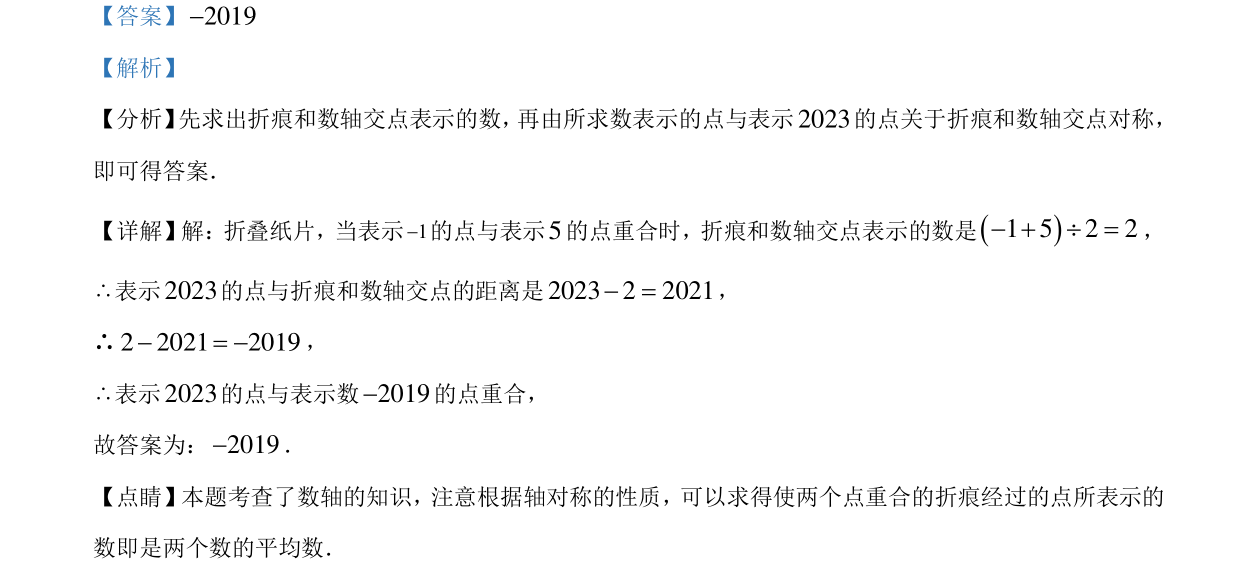 【答案】−2019
【解析】
【分析】先求出折痕和数轴交点表示的数，再由所求数表示的点与表示2023的点关于折痕和数轴交点对称，
即可得答案．
【详解】解：折叠纸片，当表示−1的点与表示5的点重合时，折痕和数轴交点表示的数是(−1+5)÷2=2，
∴表示2023的点与折痕和数轴交点的距离是2023−2=2021，
∴2−2021=−2019，
∴表示2023的点与表示数−2019的点重合，
故答案为：−2019．
【点睛】本题考查了数轴的知识，注意根据轴对称的性质，可以求得使两个点重合的折痕经过的点所表示的
数即是两个数的平均数．